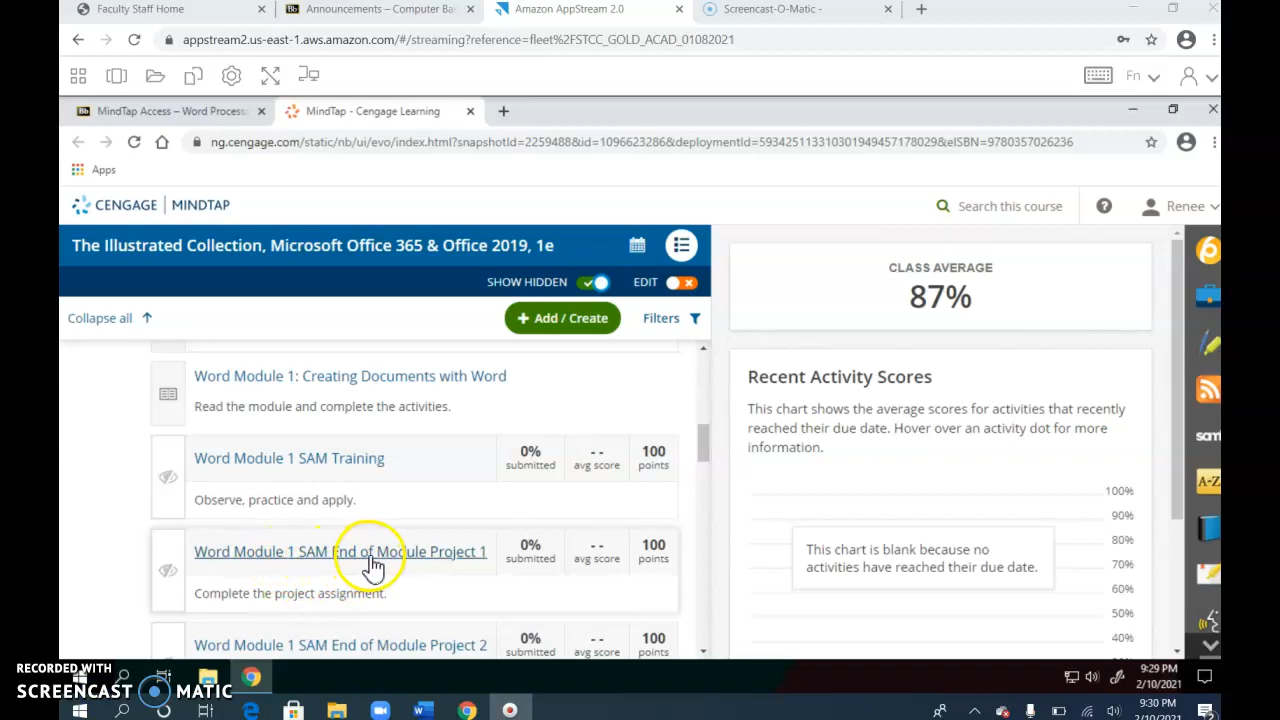 Faculty Staff Home
Announcements – Computer Ba
Amazon AppStream 2.0
Screencast-O-Matic -
appstream2.us-east-1.aws.amazon.com/#/streaming?reference=fleet%2FSTCC_GOLD_ACAD_01082021
Fn
MindTap Access – Word Process
MindTap - Cengage Learning
ng.cengage.com/static/nb/ui/evo/index.html?snapshotId=2259488&id=1096623286&deploymentId=59342511331031949457178029&eISBN=9780357026236
Apps
CENGAGE | MINDTAP
Search this course
Renee
The Illustrated Collection, Microsoft Office 365 & Office 2019, 1e
SHOW HIDDEN
EDIT
Collapse all
+ Add / Create
Filters
CLASS AVERAGE
87%
Word Module 1: Creating Documents with Word
Read the module and complete the activities.
Word Module 1 SAM Training
0% submitted
- - avg score
100 points
Observe, practice and apply.
Word Module 1 SAM End of Module Project 1
0% submitted
- - avg score
100 points
Complete the project assignment.
Word Module 1 SAM End of Module Project 2
0% submitted
- - avg score
100 points
Recent Activity Scores
This chart shows the average scores for activities that recently
reached their due date. Hover over an activity dot for more
information.
100%
90%
80%
70%
60%
50%
40%
This chart is blank because no
activities have reached their due date.
sam
A-Z
RECORDED WITH
SCREENCAST MATIC
9:29 PM
2/10/2021
9:30 PM
2/10/2021